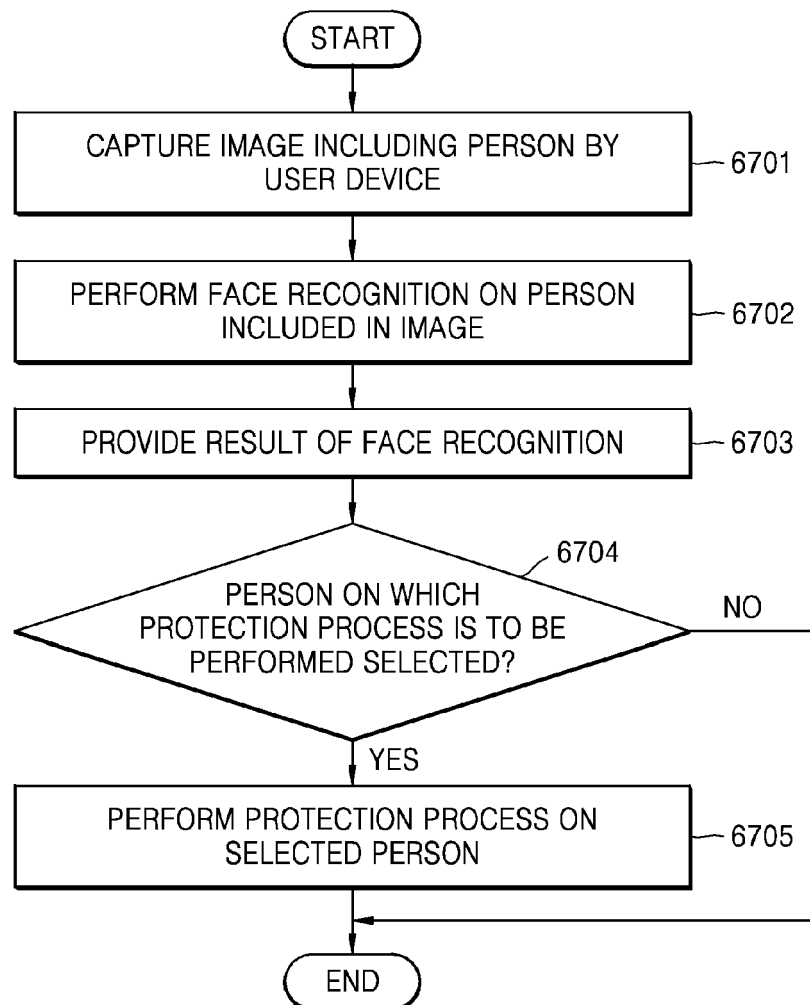 START
CAPTURE IMAGE INCLUDING PERSON BY
USER DEVICE
6701
PERFORM FACE RECOGNITION ON PERSON
INCLUDED IN IMAGE
6702
PROVIDE RESULT OF FACE RECOGNITION
6703
6704
PERSON ON WHICH
PROTECTION PROCESS IS TO BE
PERFORMED SELECTED?
NO
YES
PERFORM PROTECTION PROCESS ON
SELECTED PERSON
6705
END